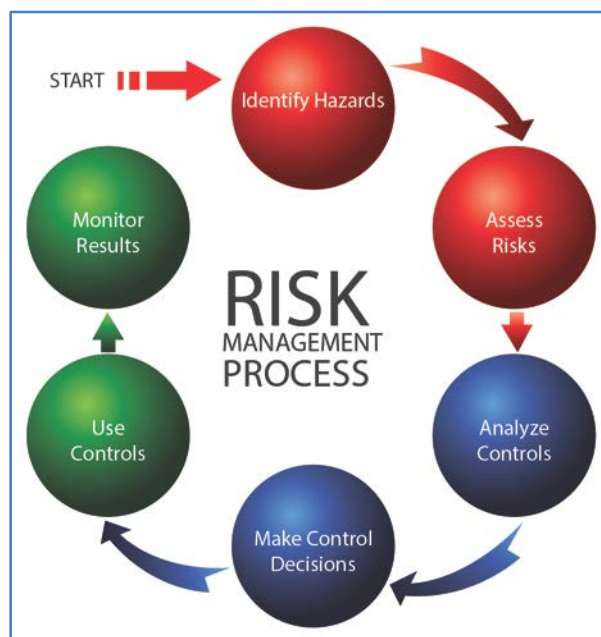 START
Identify Hazards
Assess
Risks
Analyze
Controls
Make Control
Decisions
Use
Controls
Monitor
Results
RISK
MANAGEMENT
PROCESS